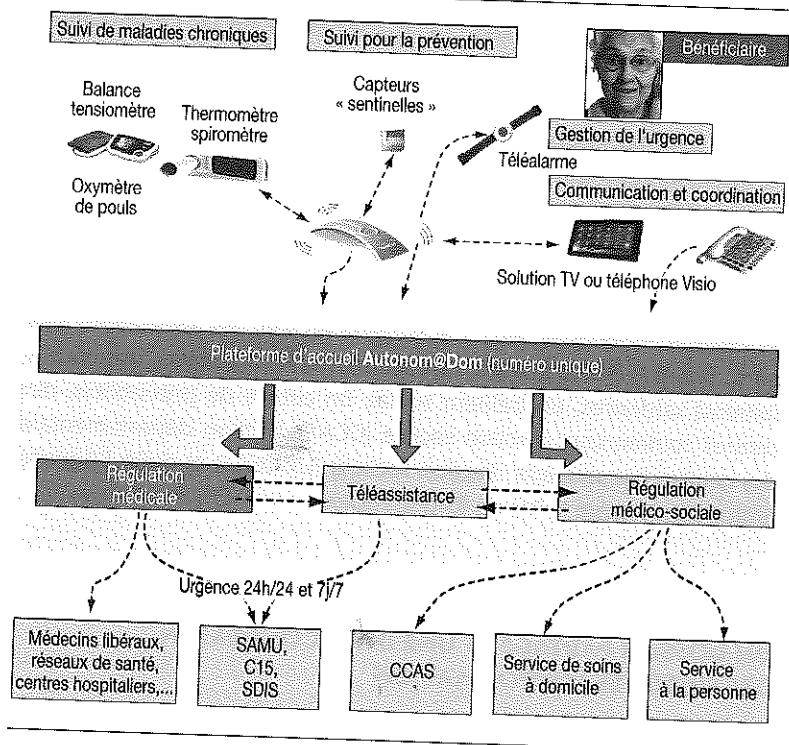 Suivi de maladies chroniques
Suivi pour la prévention
Bénéficiaire
Balance
tensiomètre
Thermomètre
spiromètre
Capteurs
« sentinelles »
Oxymètre
de pouls
Téléalarme
Gestion de l'urgence
Communication et coordination
Solution TV ou téléphone Visio
Plateforme d'accueil Autonom@Dom (numéro unique)
Régulation
médicale
Téléassistance
Régulation
médico-sociale
Urgence 24h/24 et 7j/7
Médecins libéraux,
réseaux de santé,
centres hospitaliers,...
SAMU,
C15,
SDIS
CCAS
Service de soins
à domicile
Service
à la personne